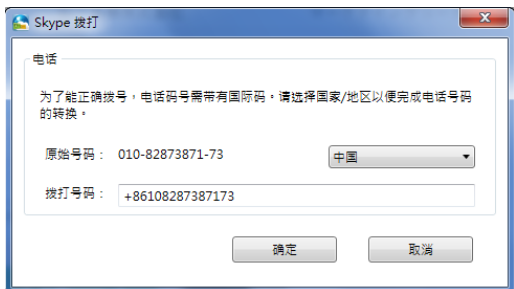 Skype 拨打
电话
为了能正确拨号，电话码号需带有国际码。请选择国家/地区以便完成电话号码
的转换。
原始号码： 010-82873871-73 中国
拨打号码： +86108287387173
确定 取消